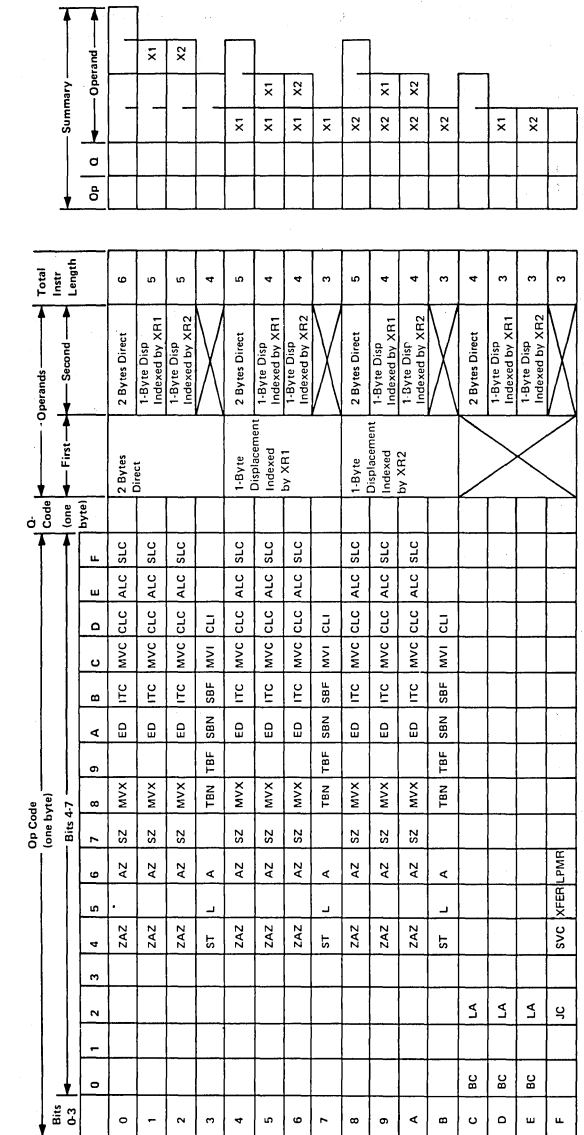 Op Code
(one byte)
Bits 4-7
Bits
0-3
0 1 2 3 4 5 6 7 8 9 A B C D E F
Q-
Code
(one
byte)
Operands
First
Second
Total
Instr
Length
Summary
Op Q Operand
0 ZAZ AZ SZ MVX ED ITC MVC CLC ALC SLC 2 Bytes Direct 2 Bytes Direct 6
1 ZAZ AZ SZ MVX ED ITC MVC CLC ALC SLC 1-Byte Disp Indexed by XR1 5 X1
2 ZAZ AZ SZ MVX ED ITC MVC CLC ALC SLC 1-Byte Disp Indexed by XR2 5 X2
3 ST L A TBN TBF SBN SBF MVI CLI 4
4 ZAZ AZ SZ MVX ED ITC MVC CLC ALC SLC 1-Byte Displacement Indexed by XR1 2 Bytes Direct 5 X1
5 ZAZ AZ SZ MVX ED ITC MVC CLC ALC SLC 1-Byte Disp Indexed by XR1 4 X1 X1
6 ZAZ AZ SZ MVX ED ITC MVC CLC ALC SLC 1-Byte Disp Indexed by XR2 4 X1 X2
7 ST L A TBN TBF SBN SBF MVI CLI 3 X1
8 ZAZ AZ SZ MVX ED ITC MVC CLC ALC SLC 1-Byte Displacement Indexed by XR2 2 Bytes Direct 5 X2
9 ZAZ AZ SZ MVX ED ITC MVC CLC ALC SLC 1-Byte Disp Indexed by XR1 4 X2 X1
A ZAZ AZ SZ MVX ED ITC MVC CLC ALC SLC 1-Byte Disp Indexed by XR2 4 X2 X2
B ST L A TBN TBF SBN SBF MVI CLI 3 X2
C BC LA 2 Bytes Direct 4
D BC LA 1-Byte Disp Indexed by XR1 3 X1
E BC LA 1-Byte Disp Indexed by XR2 3 X2
F JC SVC XFER LPMR 3